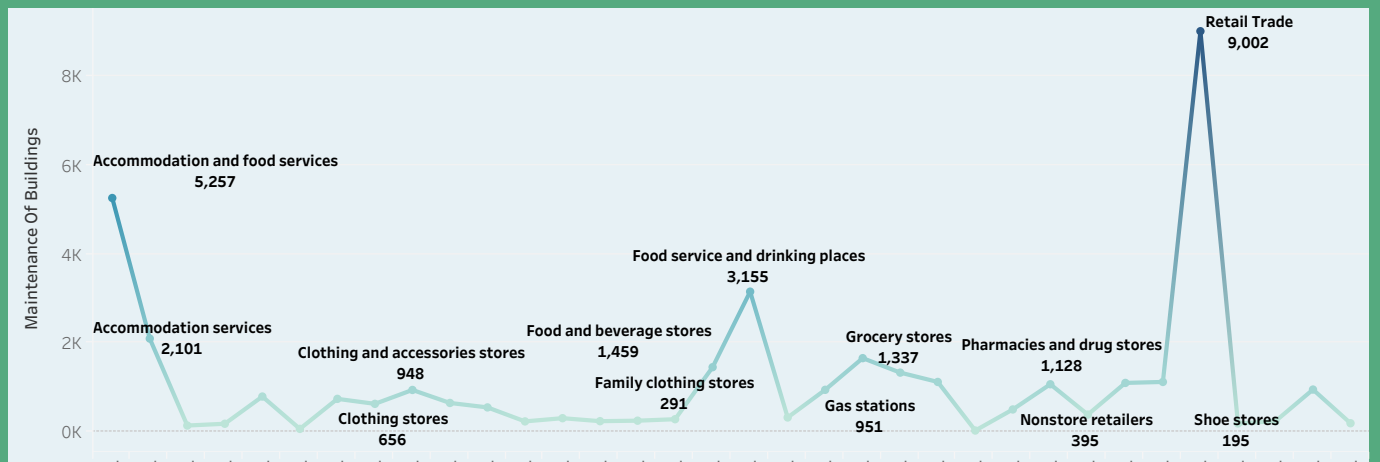 Maintenance Of Buildings
8K
6K
4K
2K
0K
Retail Trade
9,002
Accommodation and food services
5,257
Food service and drinking places
3,155
Accommodation services
2,101
Food and beverage stores
1,459
Grocery stores
1,337
Pharmacies and drug stores
1,128
Clothing and accessories stores
948
Family clothing stores
291
Gas stations
951
Clothing stores
656
Nonstore retailers
395
Shoe stores
195